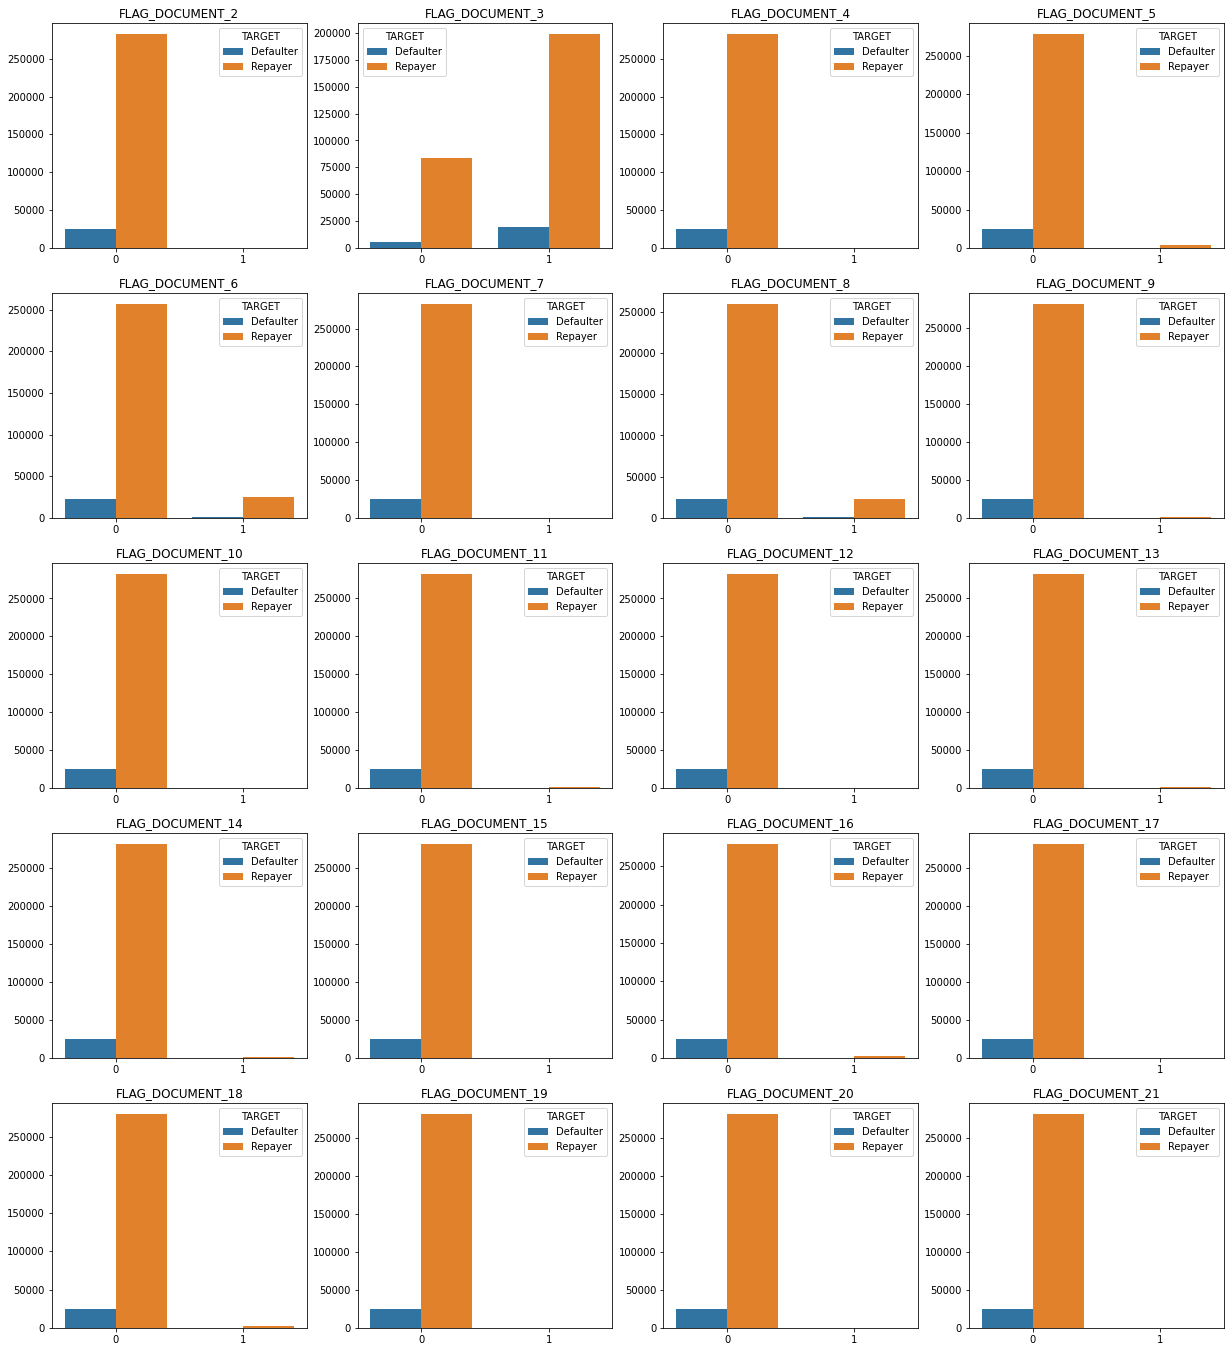 FLAG_DOCUMENT_2
TARGET
Defaulter
Repayer
250000
200000
150000
100000
50000
0
0 1
FLAG_DOCUMENT_3
TARGET
Defaulter
Repayer
200000
175000
150000
125000
100000
75000
50000
25000
0
0 1
FLAG_DOCUMENT_4
TARGET
Defaulter
Repayer
250000
200000
150000
100000
50000
0
0 1
FLAG_DOCUMENT_5
TARGET
Defaulter
Repayer
250000
200000
150000
100000
50000
0
0 1
FLAG_DOCUMENT_6
TARGET
Defaulter
Repayer
250000
200000
150000
100000
50000
0
0 1
FLAG_DOCUMENT_7
TARGET
Defaulter
Repayer
250000
200000
150000
100000
50000
0
0 1
FLAG_DOCUMENT_8
TARGET
Defaulter
Repayer
250000
200000
150000
100000
50000
0
0 1
FLAG_DOCUMENT_9
TARGET
Defaulter
Repayer
250000
200000
150000
100000
50000
0
0 1
FLAG_DOCUMENT_10
TARGET
Defaulter
Repayer
250000
200000
150000
100000
50000
0
0 1
FLAG_DOCUMENT_11
TARGET
Defaulter
Repayer
250000
200000
150000
100000
50000
0
0 1
FLAG_DOCUMENT_12
TARGET
Defaulter
Repayer
250000
200000
150000
100000
50000
0
0 1
FLAG_DOCUMENT_13
TARGET
Defaulter
Repayer
250000
200000
150000
100000
50000
0
0 1
FLAG_DOCUMENT_14
TARGET
Defaulter
Repayer
250000
200000
150000
100000
50000
0
0 1
FLAG_DOCUMENT_15
TARGET
Defaulter
Repayer
250000
200000
150000
100000
50000
0
0 1
FLAG_DOCUMENT_16
TARGET
Defaulter
Repayer
250000
200000
150000
100000
50000
0
0 1
FLAG_DOCUMENT_17
TARGET
Defaulter
Repayer
250000
200000
150000
100000
50000
0
0 1
FLAG_DOCUMENT_18
TARGET
Defaulter
Repayer
250000
200000
150000
100000
50000
0
0 1
FLAG_DOCUMENT_19
TARGET
Defaulter
Repayer
250000
200000
150000
100000
50000
0
0 1
FLAG_DOCUMENT_20
TARGET
Defaulter
Repayer
250000
200000
150000
100000
50000
0
0 1
FLAG_DOCUMENT_21
TARGET
Defaulter
Repayer
250000
200000
150000
100000
50000
0
0 1